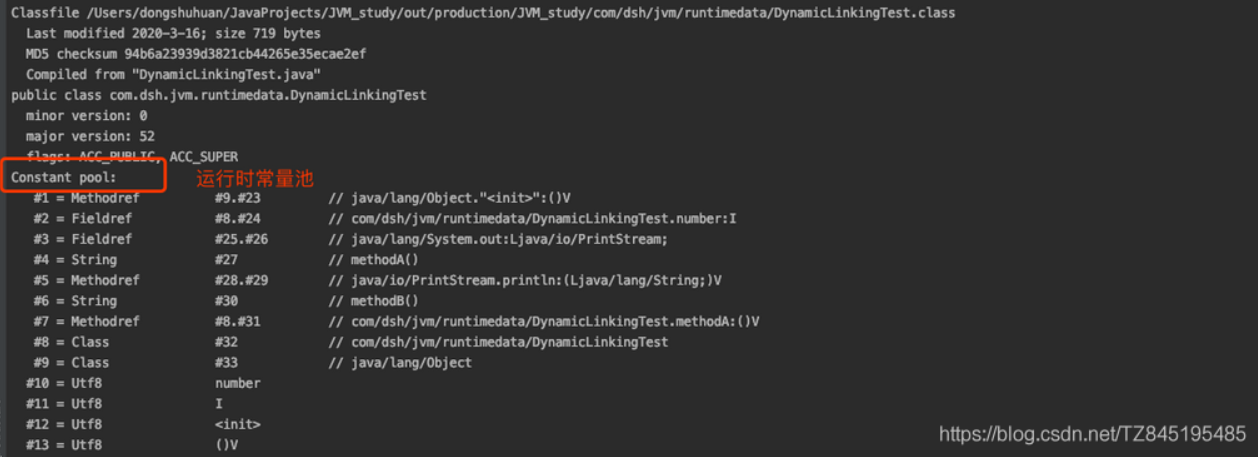 Classfile /Users/dongshuhuan/JavaProjects/JVM_study/out/production/JVM_study/com/dsh/jvm/runtimedata/DynamicLinkingTest.class
Last modified 2020-3-16; size 719 bytes
MD5 checksum 94b6a23939d3821cb44265e35ecae2ef
Compiled from "DynamicLinkingTest.java"
public class com.dsh.jvm.runtimedata.DynamicLinkingTest
minor version: 0
major version: 52
flags: ACC_PUBLIC, ACC_SUPER
Constant pool: 运行时常量池
#1 = Methodref #9.#23 // java/lang/Object."<init>":()V
#2 = Fieldref #8.#24 // com/dsh/jvm/runtimedata/DynamicLinkingTest.number:I
#3 = Fieldref #25.#26 // java/lang/System.out:Ljava/io/PrintStream;
#4 = String #27 // methodA()
#5 = Methodref #28.#29 // java/io/PrintStream.println:(Ljava/lang/String;)V
#6 = String #30 // methodB()
#7 = Methodref #8.#31 // com/dsh/jvm/runtimedata/DynamicLinkingTest.methodA:()V
#8 = Class #32 // com/dsh/jvm/runtimedata/DynamicLinkingTest
#9 = Class #33 // java/lang/Object
#10 = Utf8 number
#11 = Utf8 I
#12 = Utf8 <init>
#13 = Utf8 ()V
https://blog.csdn.net/TZ845195485